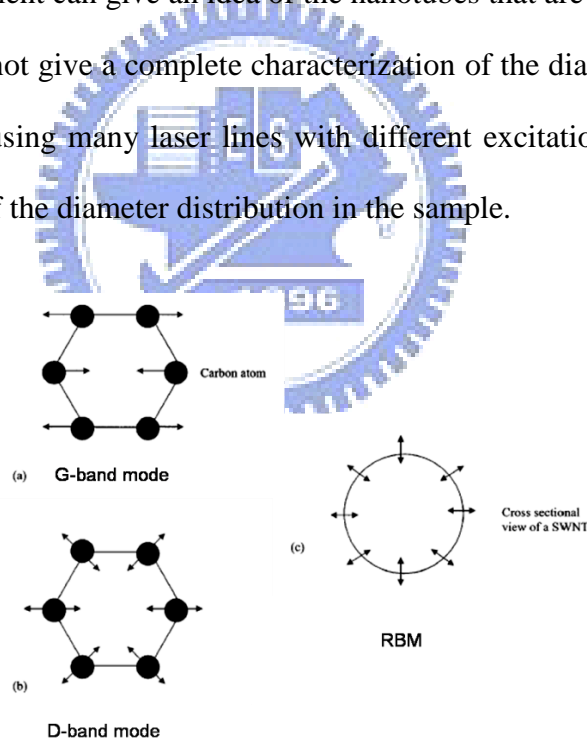 ent can give an idea of the nanotubes that are
not give a complete characterization of the dia
using many laser lines with different excitatio
f the diameter distribution in the sample.
1896
Carbon atom
(a) G-band mode
Cross sectional
view of a SWNT
(c)
RBM
(b)
D-band mode